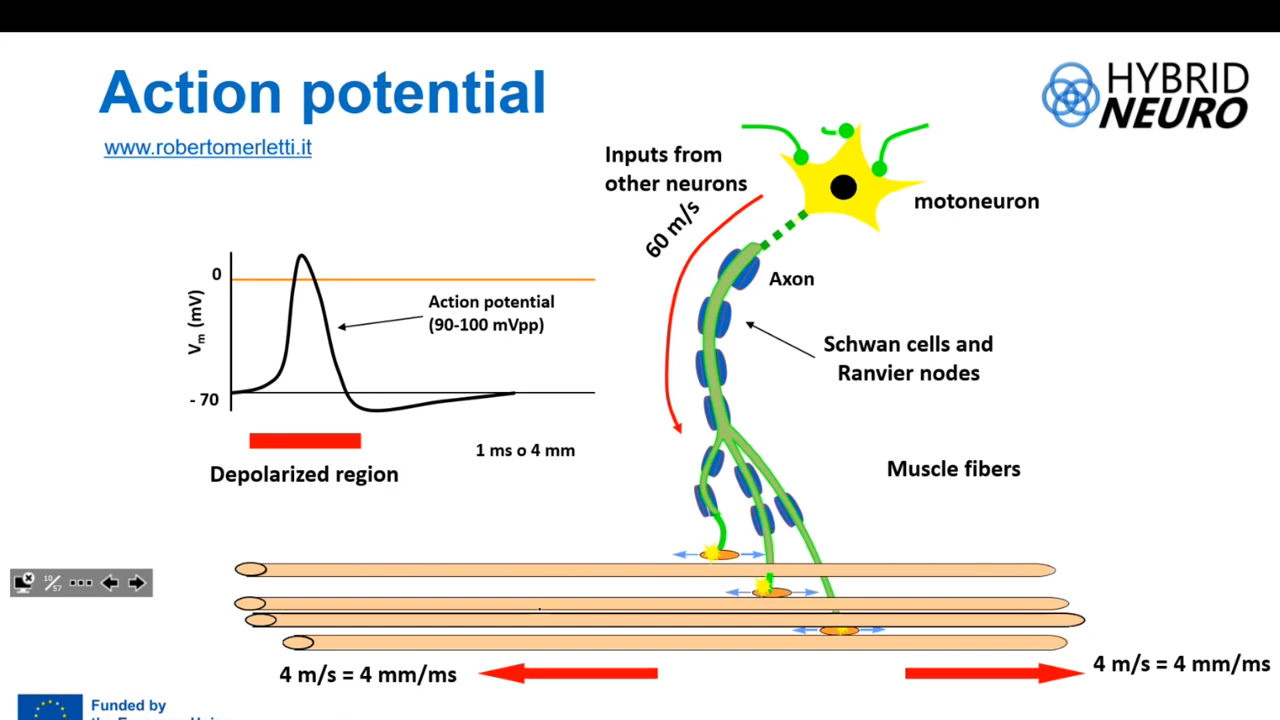 Action potential
www.robertomerletti.it
HYBRID
NEURO
Inputs from
other neurons
60 m/s
motoneuron
Axon
Schwan cells and
Ranvier nodes
0
Vm (mV)
- 70
Action potential
(90-100 mVpp)
1 ms o 4 mm
Depolarized region
Muscle fibers
10/57
4 m/s = 4 mm/ms
4 m/s = 4 mm/ms
Funded by
the European Union